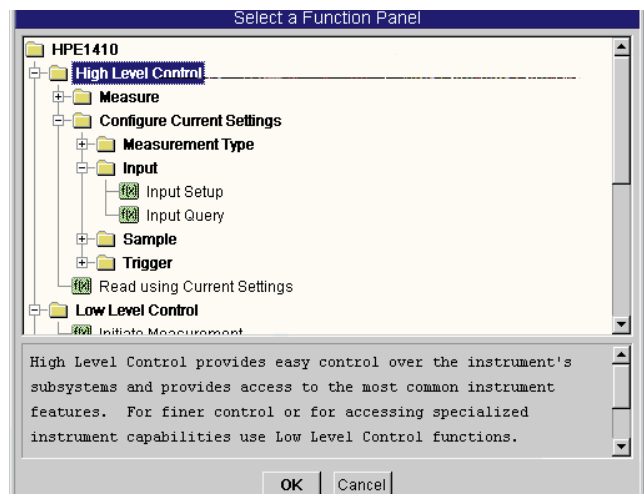 Select a Function Panel
HPE1410
High Level Control
Measure
Configure Current Settings
Measurement Type
Input
Input Setup
Input Query
Sample
Trigger
Read using Current Settings
Low Level Control
Initiate Measurement
High Level Control provides easy control over the instrument's
subsystems and provides access to the most common instrument
features. For finer control or for accessing specialized
instrument capabilities use Low Level Control functions.
OK Cancel